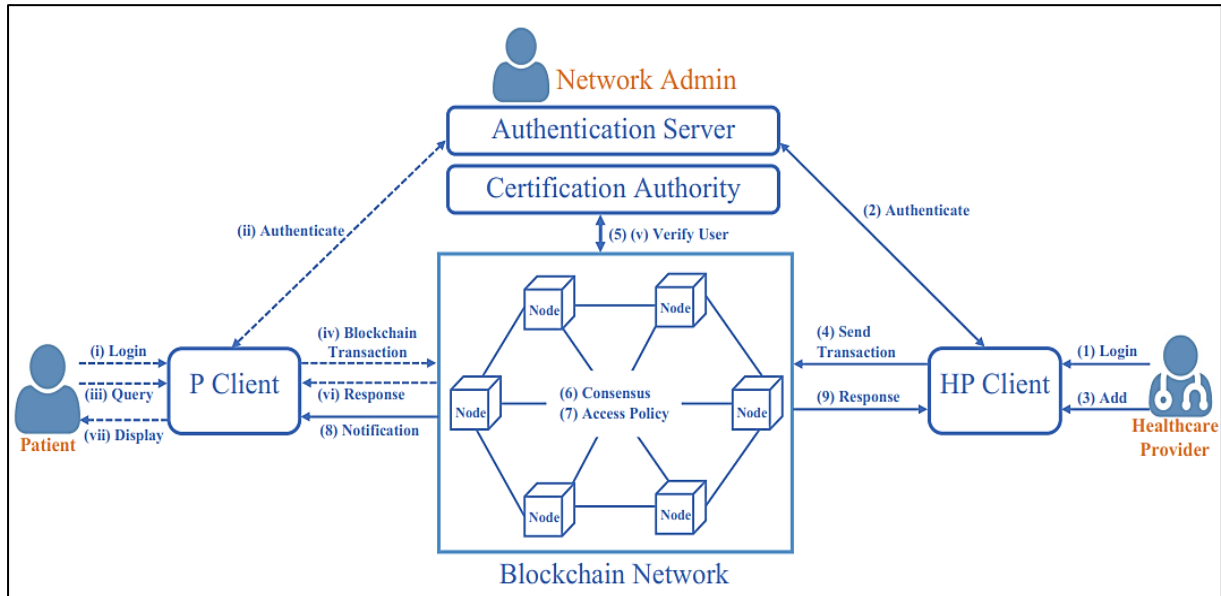 Network Admin
Authentication Server
Certification Authority
(ii) Authenticate
(2) Authenticate
(5) (v) Verify User
Node
Node
(i) Login
(iii) Query
(vii) Display
Patient
P Client
(iv) Blockchain
Transaction
(vi) Response
(8) Notification
Node
(6) Consensus
(7) Access Policy
Node
(4) Send
Transaction
(9) Response
HP Client
(1) Login
(3) Add
Healthcare
Provider
Node
Node
Blockchain Network